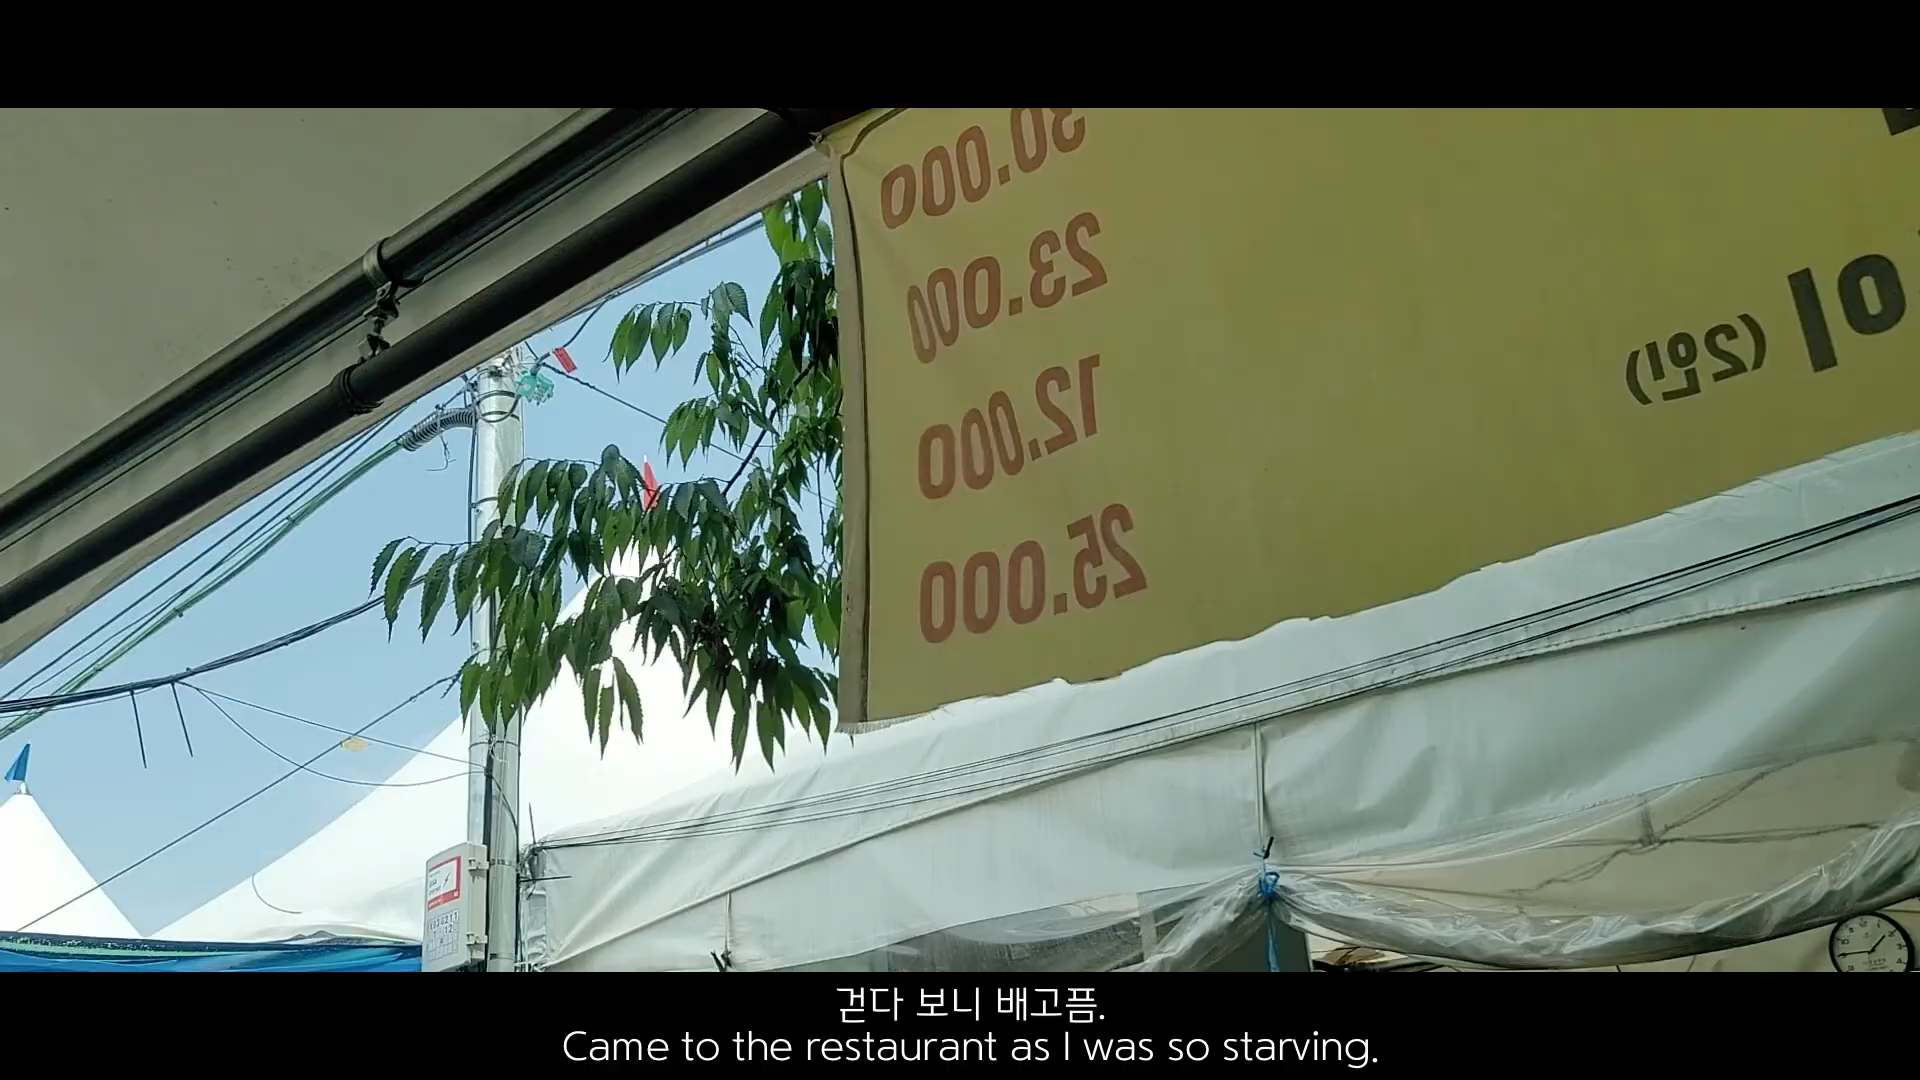 30.000
23.000
12.000
25.000
이 (2인)
걷다 보니 배고픔.
Came to the restaurant as I was so starving.